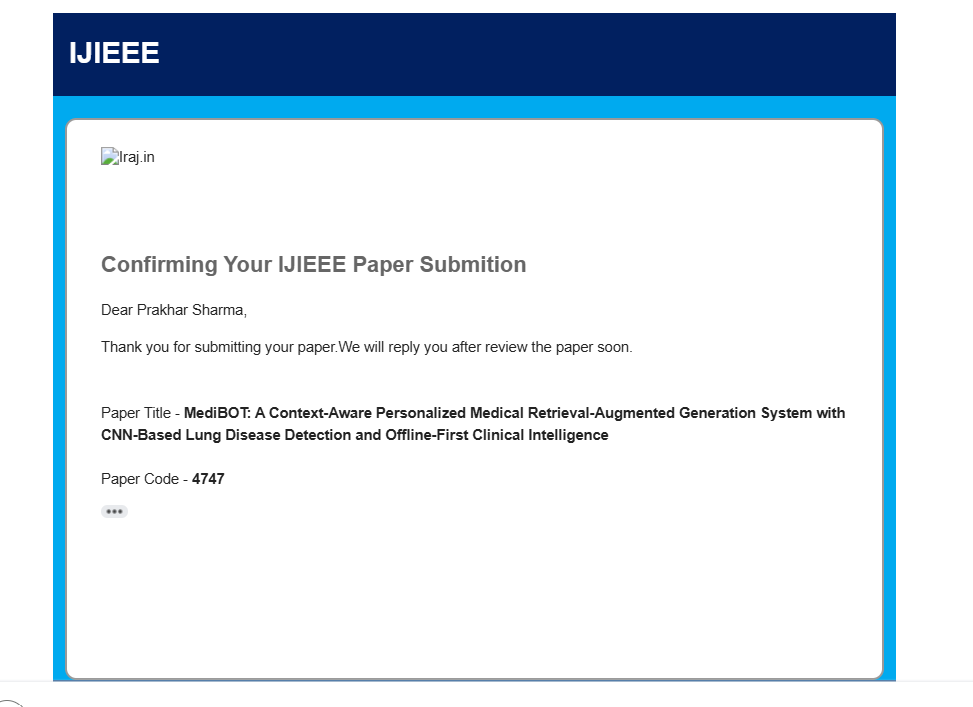 IJIEEE
Iraj.in
Confirming Your IJIEEE Paper Submition
Dear Prakhar Sharma,
Thank you for submitting your paper.We will reply you after review the paper soon.
Paper Title - MediBOT: A Context-Aware Personalized Medical Retrieval-Augmented Generation System with
CNN-Based Lung Disease Detection and Offline-First Clinical Intelligence
Paper Code - 4747